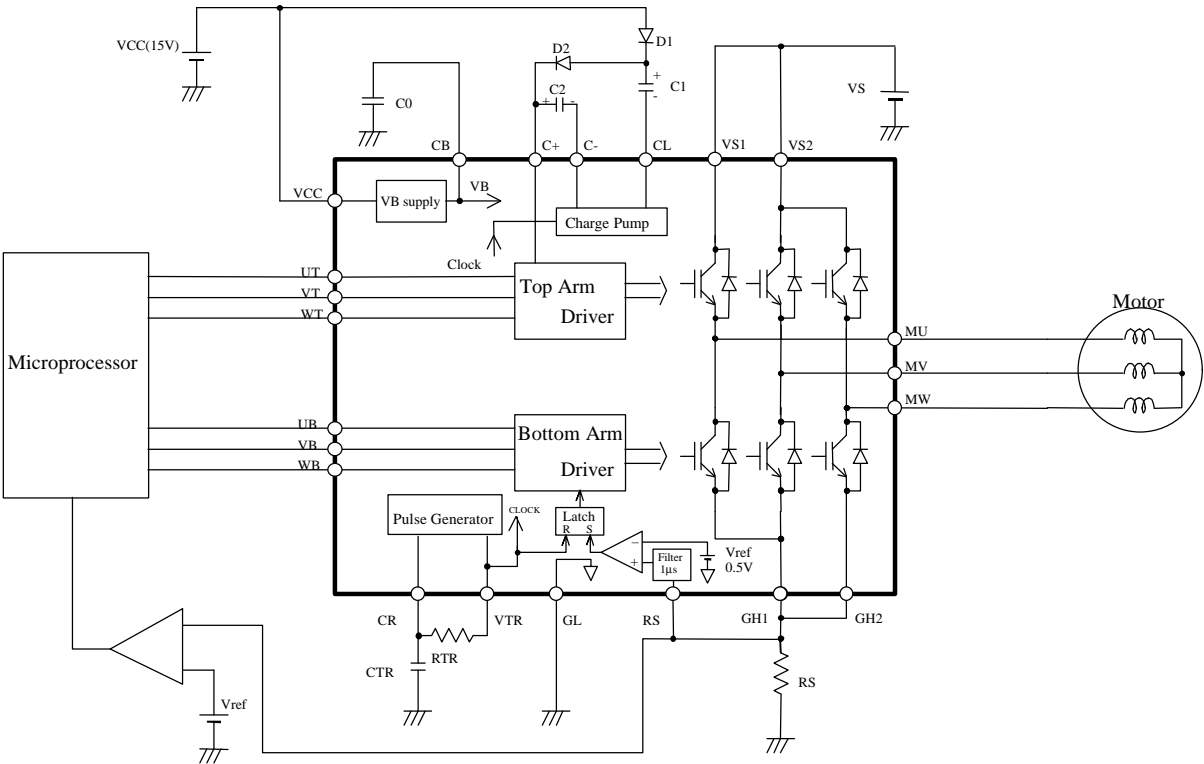 VCC(15V)
D1
D2
C2
+ -
+
-
C1
C0
VS
CB
C+
C-
CL
VS1
VS2
VCC
VB supply
VB
Charge Pump
Clock
UT
VT
WT
Top Arm
Driver
Motor
MU
MV
MW
Microprocessor
UB
VB
WB
Bottom Arm
Driver
Pulse Generator
CLOCK
Latch
R S
−
+
Filter
1μs
Vref
0.5V
CR
VTR
GL
RS
GH1
GH2
RTR
CTR
RS
Vref